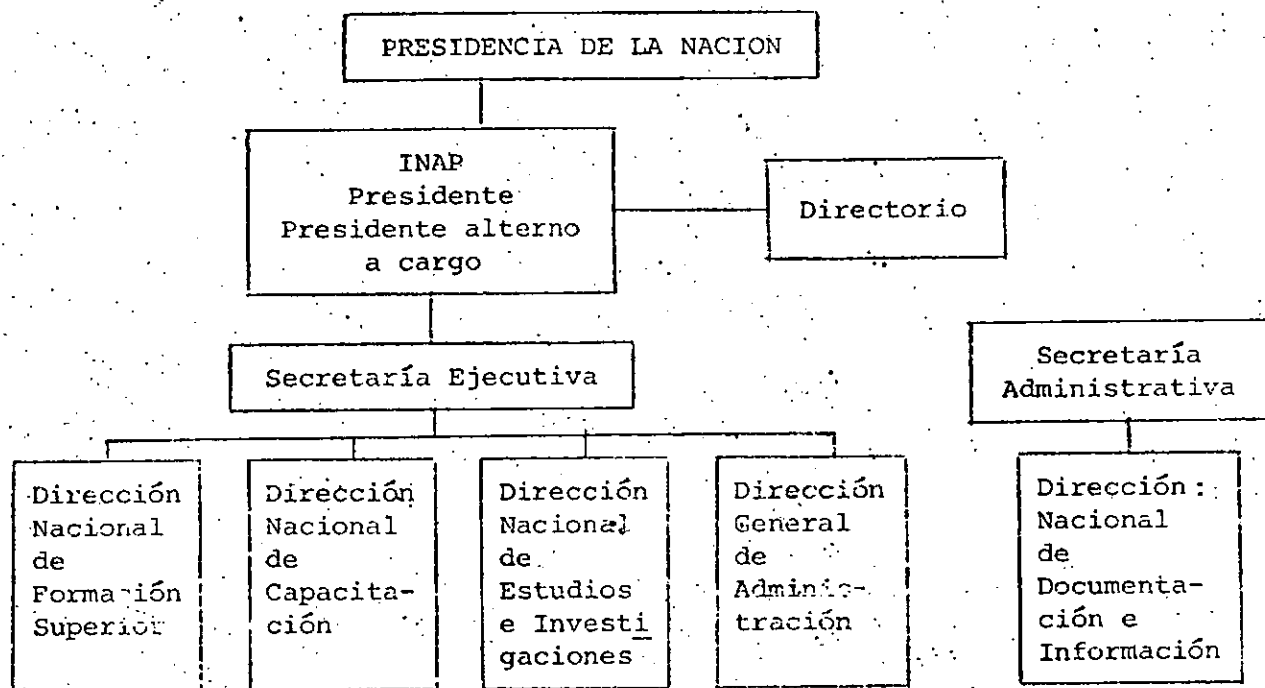 PRESIDENCIA DE LA NACION
INAP
Presidente
Presidente alterno
a cargo
Directorio
Secretaría Ejecutiva
Secretaría
Administrativa
Dirección
Nacional
de
Formación
Superior
Dirección
Nacional
de
Capacita-
ción
Dirección
Nacional
de
Estudios
e Investi
gaciones
Dirección
General
de
Adminis-
tración
Dirección
Nacional
de
Documenta-
ción e
Información